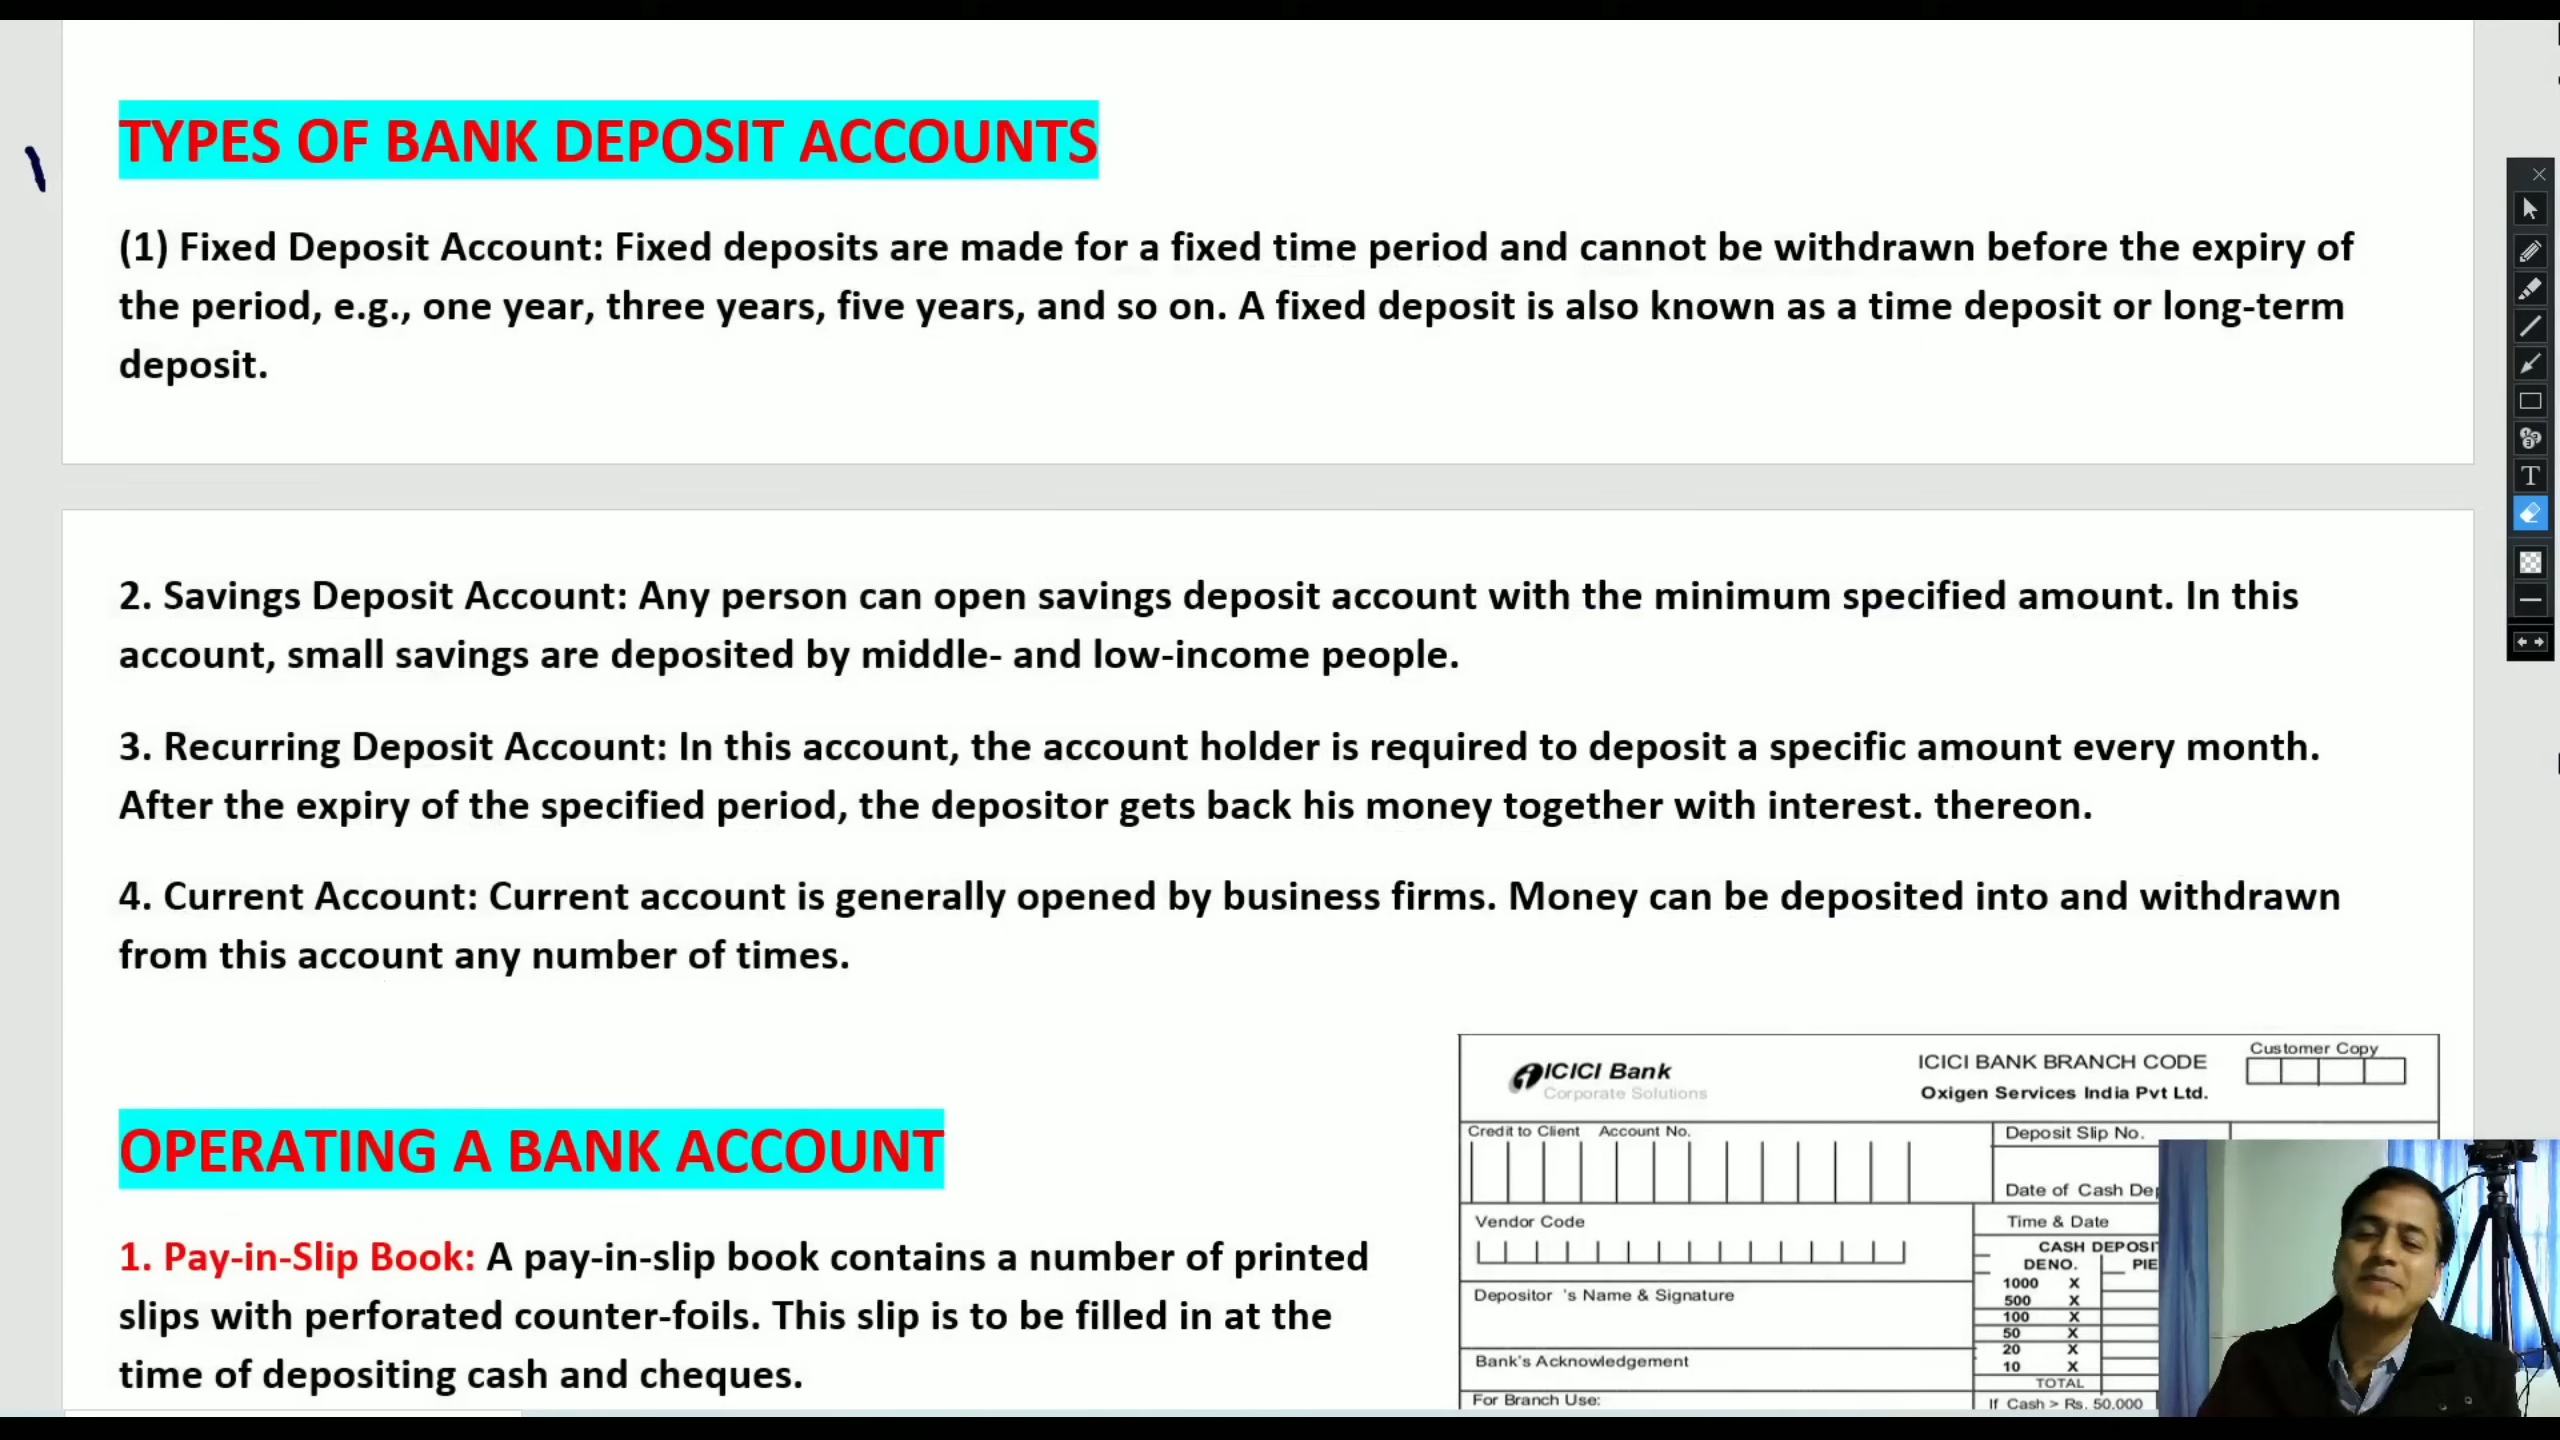 TYPES OF BANK DEPOSIT ACCOUNTS
(1) Fixed Deposit Account: Fixed deposits are made for a fixed time period and cannot be withdrawn before the expiry of
the period, e.g., one year, three years, five years, and so on. A fixed deposit is also known as a time deposit or long-term
deposit.
2. Savings Deposit Account: Any person can open savings deposit account with the minimum specified amount. In this
account, small savings are deposited by middle- and low-income people.
3. Recurring Deposit Account: In this account, the account holder is required to deposit a specific amount every month.
After the expiry of the specified period, the depositor gets back his money together with interest. thereon.
4. Current Account: Current account is generally opened by business firms. Money can be deposited into and withdrawn
from this account any number of times.
OPERATING A BANK ACCOUNT
1. Pay-in-Slip Book: A pay-in-slip book contains a number of printed
slips with perforated counter-foils. This slip is to be filled in at the
time of depositing cash and cheques.
ICICI Bank
Corporate Solutions
ICICI BANK BRANCH CODE
Oxigen Services India Pvt Ltd.
Customer Copy
Credit to Client Account No.
Deposit Slip No.
Date of Cash
Vendor Code
Time & Date
CASH
DENO.
1000 X
500 X
100 X
50 X
20 X
10 X
TOTAL
Depositor 's Name & Signature
Bank's Acknowledgement
For Branch Use:
If Cash > Rs. 50,000
T